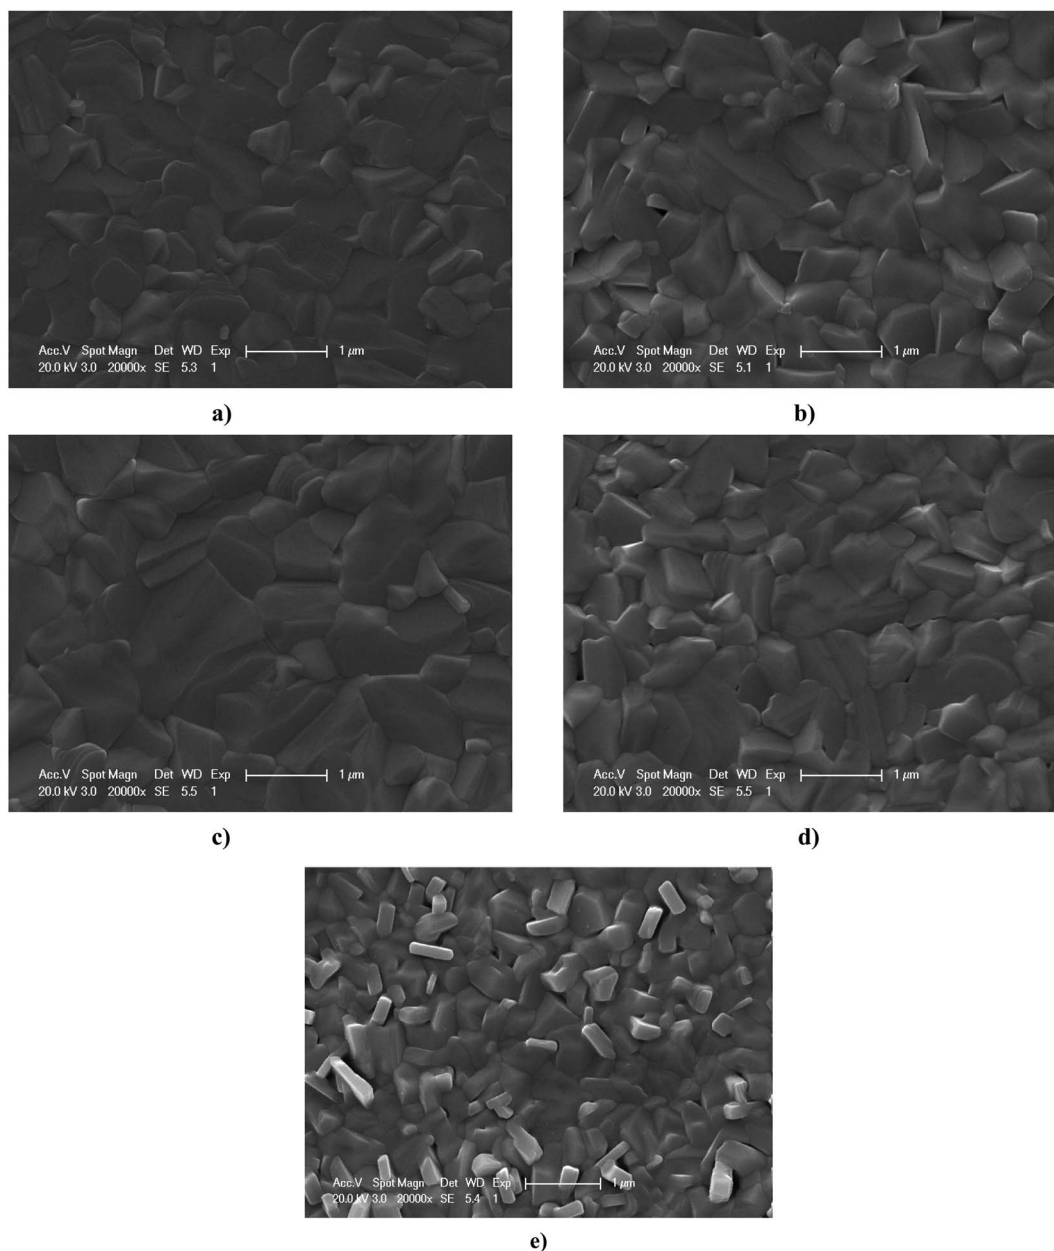 Acc.V Spot Magn Det WD Exp 1 µm
20.0 kV 3.0 20000x SE 5.3 1
a)
Acc.V Spot Magn Det WD Exp 1 µm
20.0 kV 3.0 20000x SE 5.1 1
b)
Acc.V Spot Magn Det WD Exp 1 µm
20.0 kV 3.0 20000x SE 5.5 1
c)
Acc.V Spot Magn Det WD Exp 1 µm
20.0 kV 3.0 20000x SE 5.5 1
d)
Acc.V Spot Magn Det WD Exp 1 µm
20.0 kV 3.0 20000x SE 5.4 1
e)